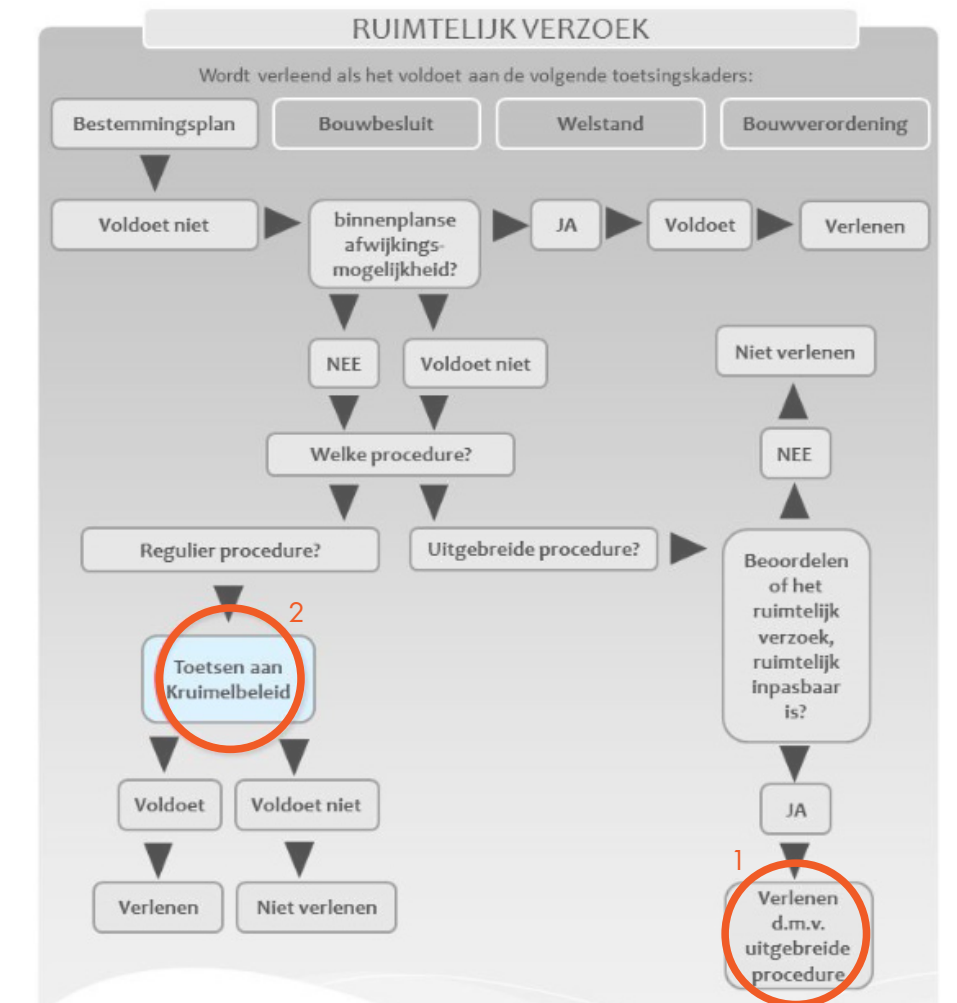 RUIMTELIJK VERZOEK
Wordt verleend als het voldoet aan de volgende toetsingskaders:
Bestemmingsplan
Bouwbesluit
Welstand
Bouwverordening
Voldoet niet
binnenplanse
afwijkings-
mogelijkheid?
JA
Voldoet
Verlenen
NEE
Voldoet niet
Niet verlenen
Welke procedure?
NEE
Regulier procedure?
Uitgebreide procedure?
Beoordelen
of het
ruimtelijk
verzoek,
ruimtelijk
inpasbaar
is?
2
Toetsen aan
Kruimelbeleid
Voldoet
Voldoet niet
JA
Verlenen
Niet verlenen
1
Verlenen
d.m.v.
uitgebreide
procedure